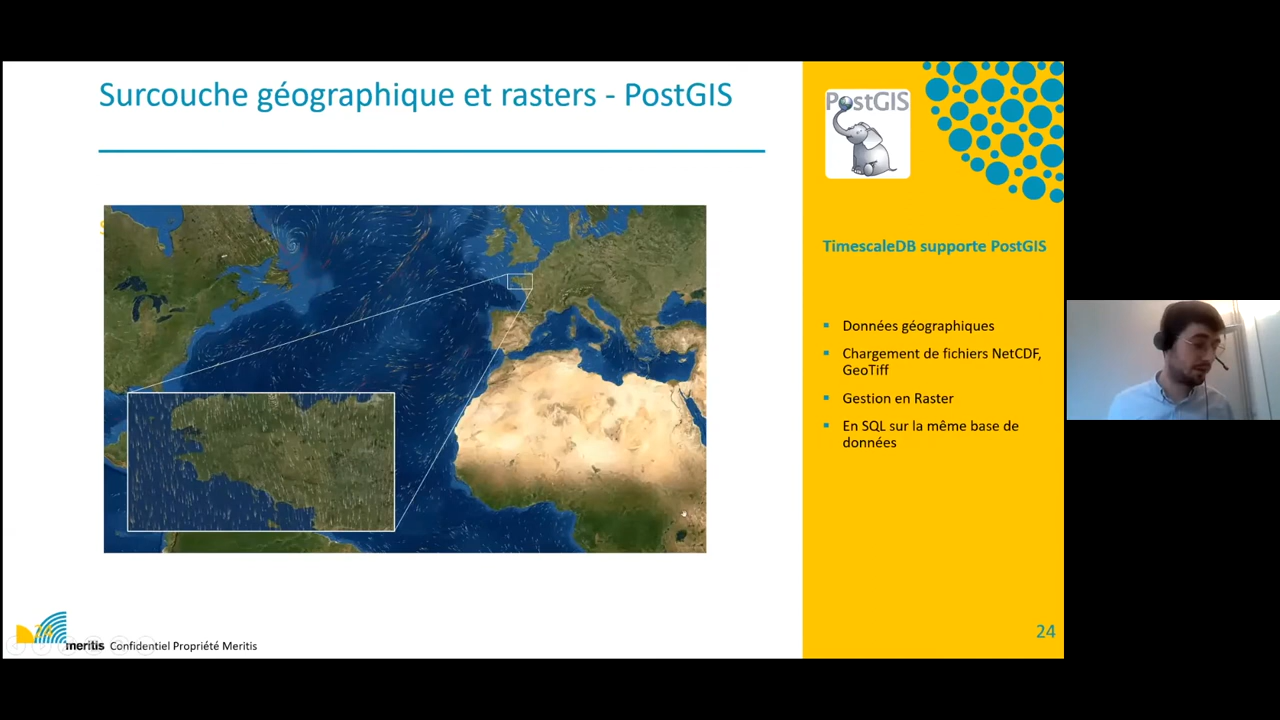 Surcouche géographique et rasters - PostGIS
PostGIS
TimescaleDB supporte PostGIS
Données géographiques
Chargement de fichiers NetCDF,
GeoTiff
Gestion en Raster
En SQL sur la même base de
données
meritis Confidentiel Propriété Meritis
24